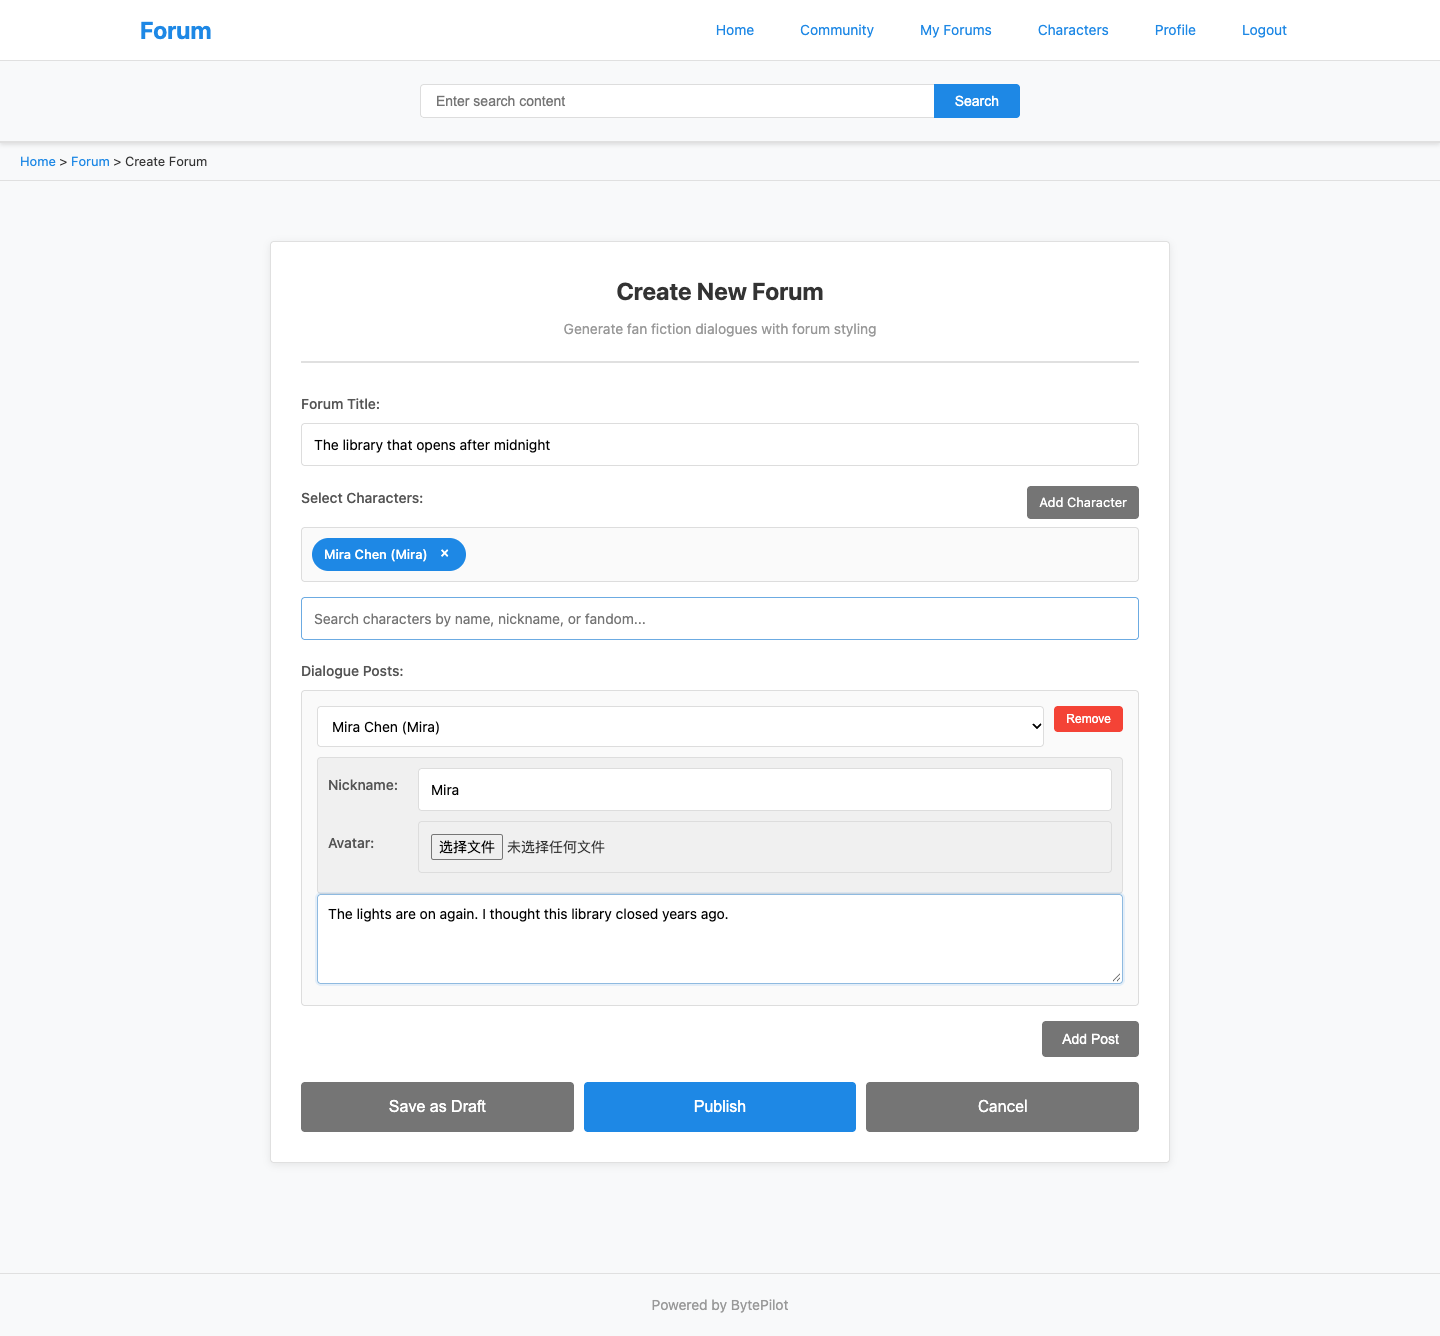 Forum
Home Community My Forums Characters Profile Logout
Enter search content Search
Home > Forum > Create Forum
Create New Forum
Generate fan fiction dialogues with forum styling
Forum Title:
The library that opens after midnight
Select Characters: Add Character
Mira Chen (Mira) ×
Search characters by name, nickname, or fandom...
Dialogue Posts:
Mira Chen (Mira) Remove
Nickname: Mira
Avatar: 选择文件 未选择任何文件
The lights are on again. I thought this library closed years ago.
Add Post
Save as Draft Publish Cancel
Powered by BytePilot